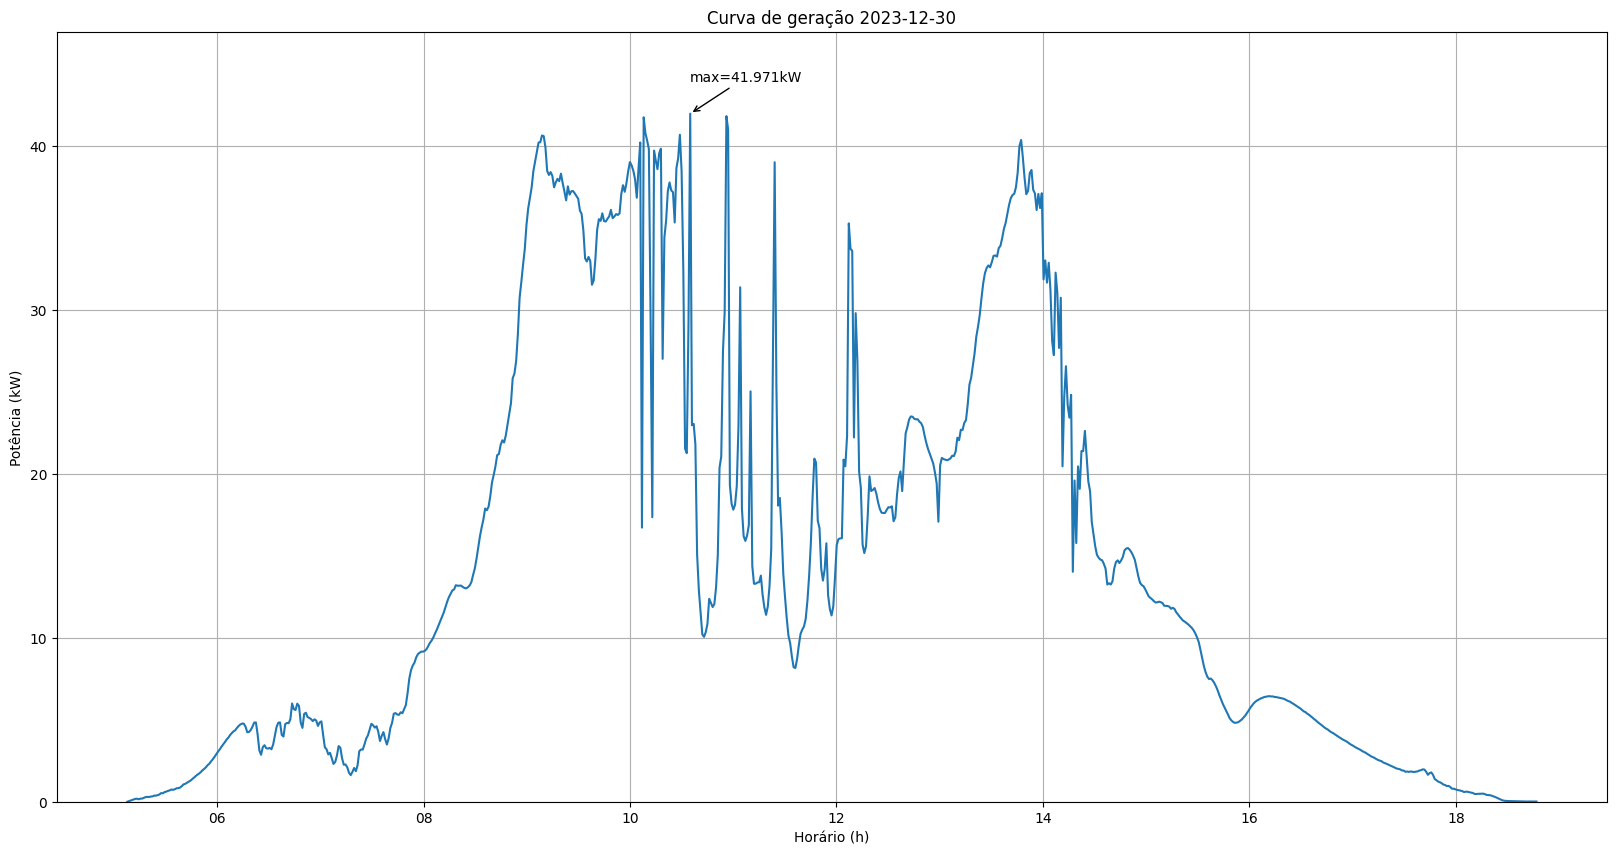 Curva de geração 2023-12-30
max=41.971kW
Potência (kW)
40
30
20
10
0
06 08 10 12 14 16 18
Horário (h)